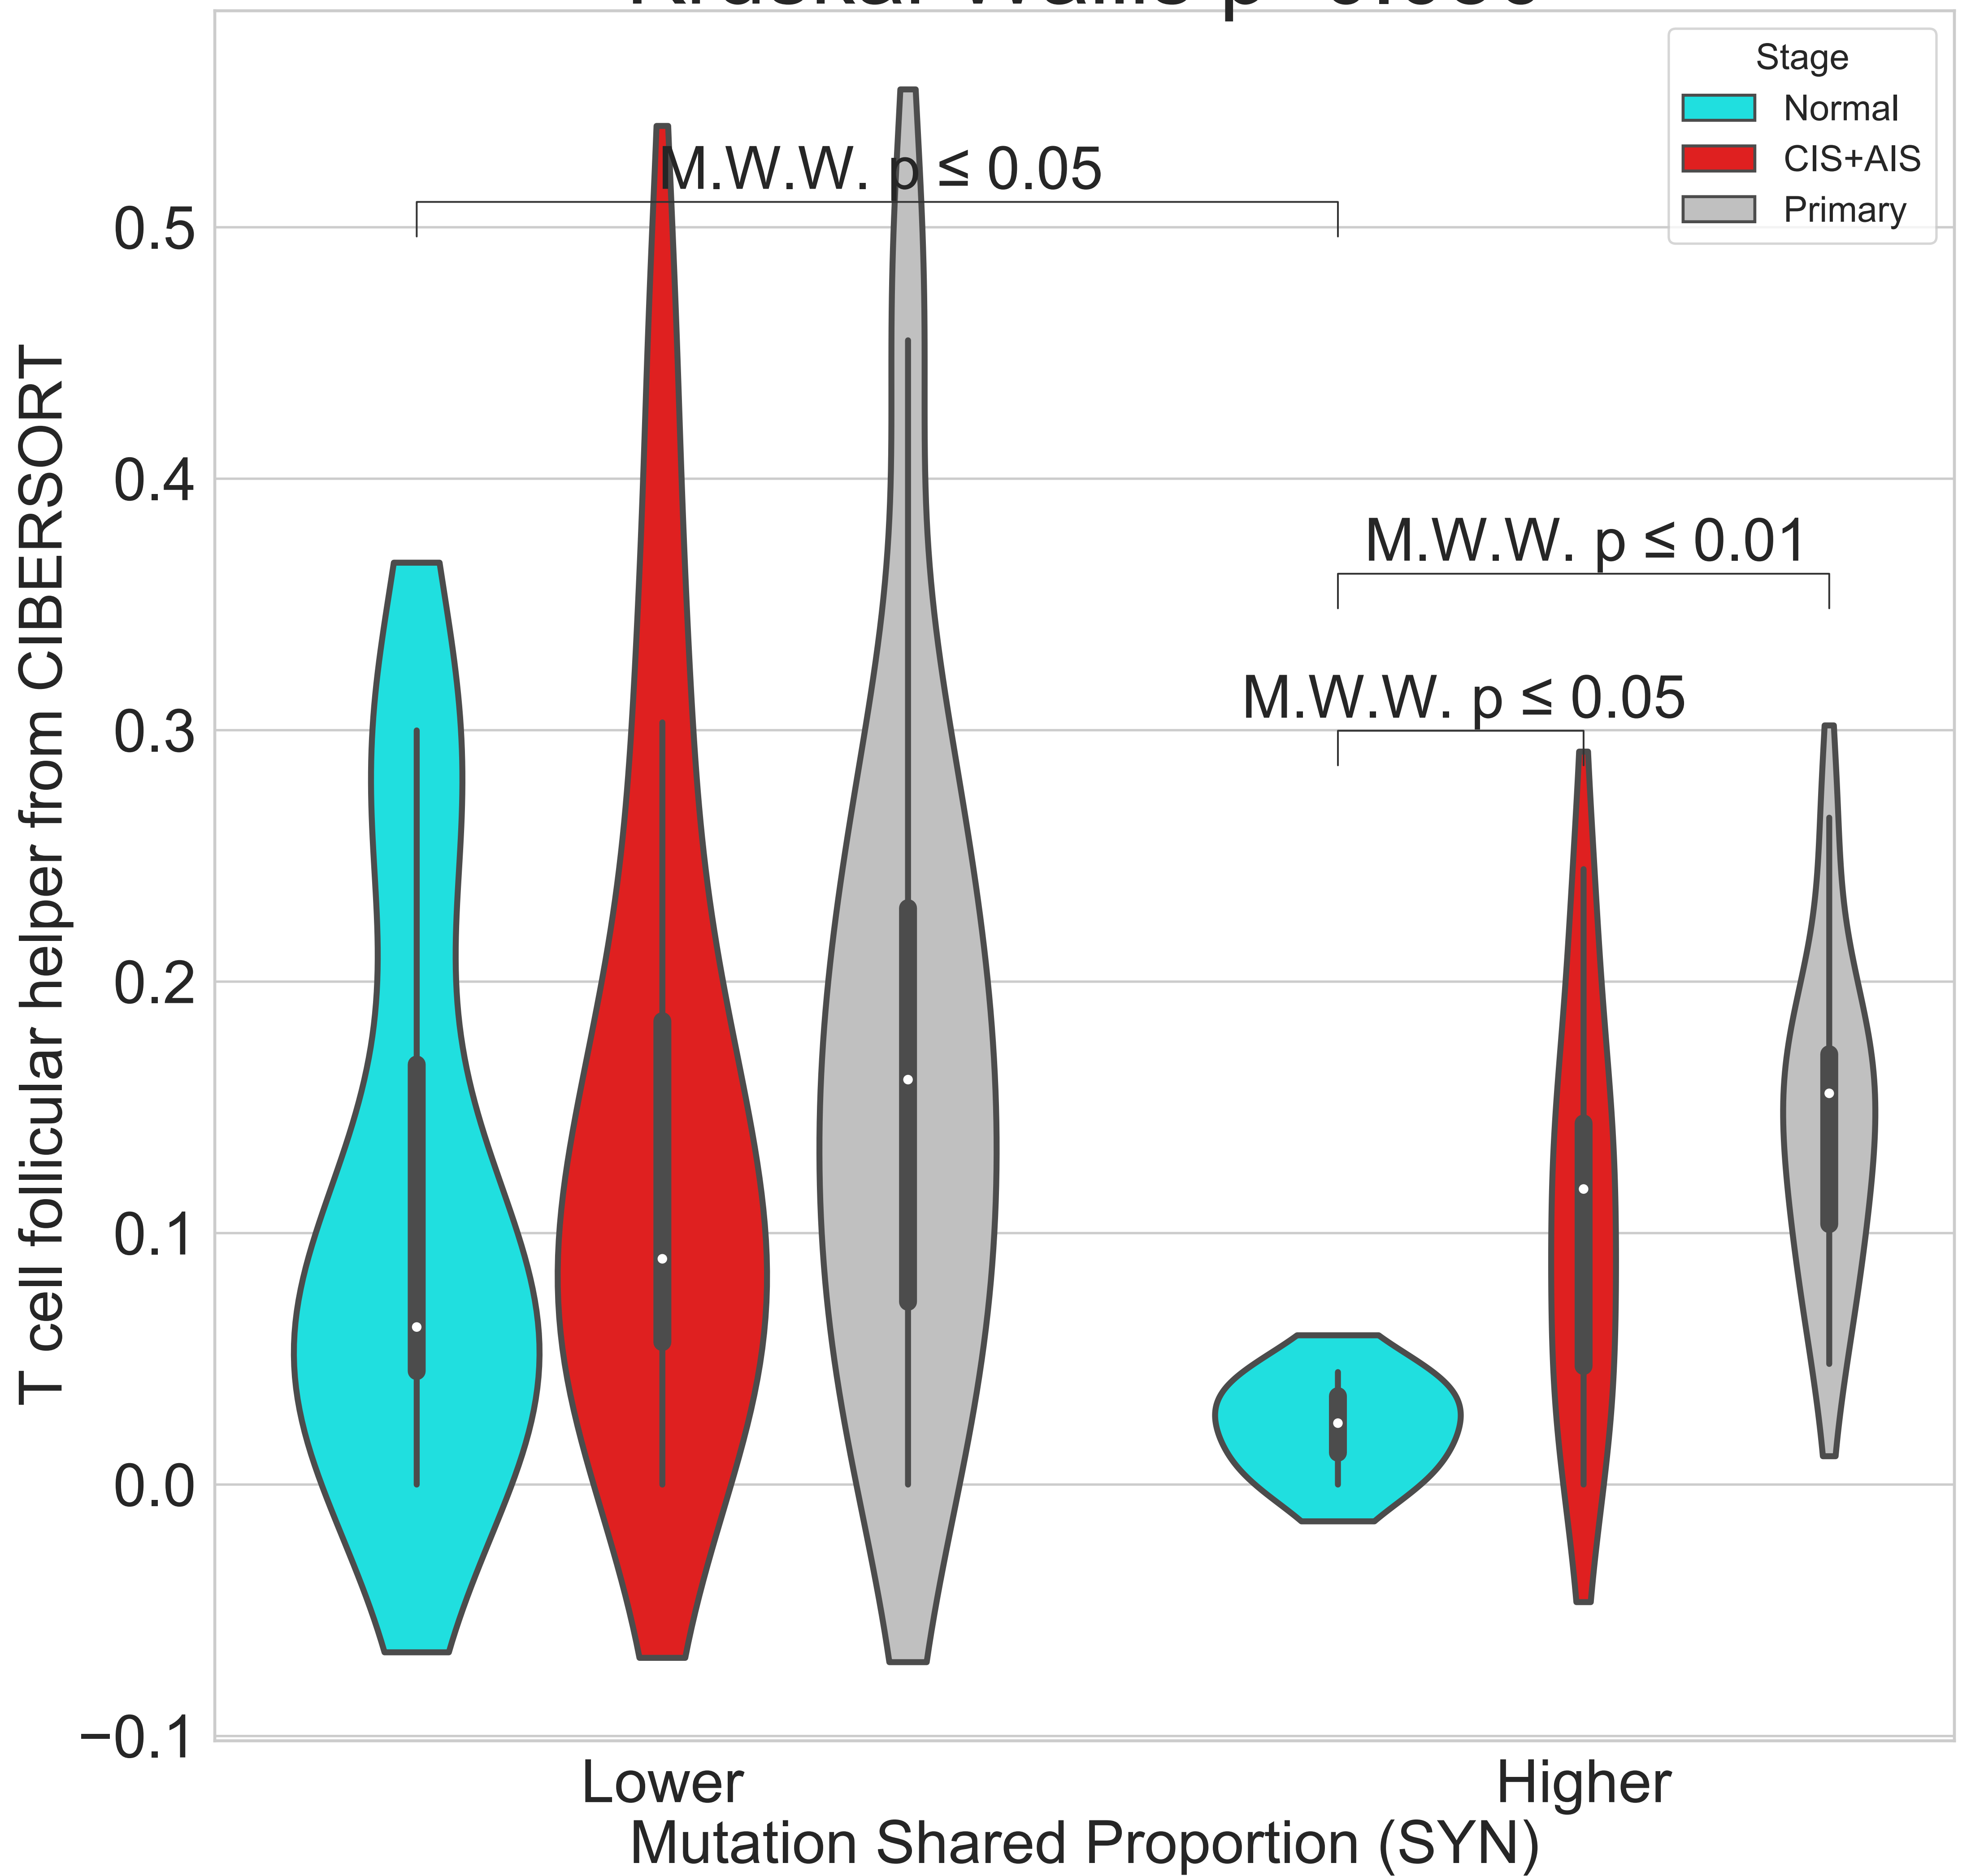 Stage
Normal
CIS+AIS
Primary
M.W.W. p ≤ 0.05
M.W.W. p ≤ 0.01
M.W.W. p ≤ 0.05
T cell follicular helper from CIBERSORT
0.5
0.4
0.3
0.2
0.1
0.0
−0.1
Lower
Higher
Mutation Shared Proportion (SYN)